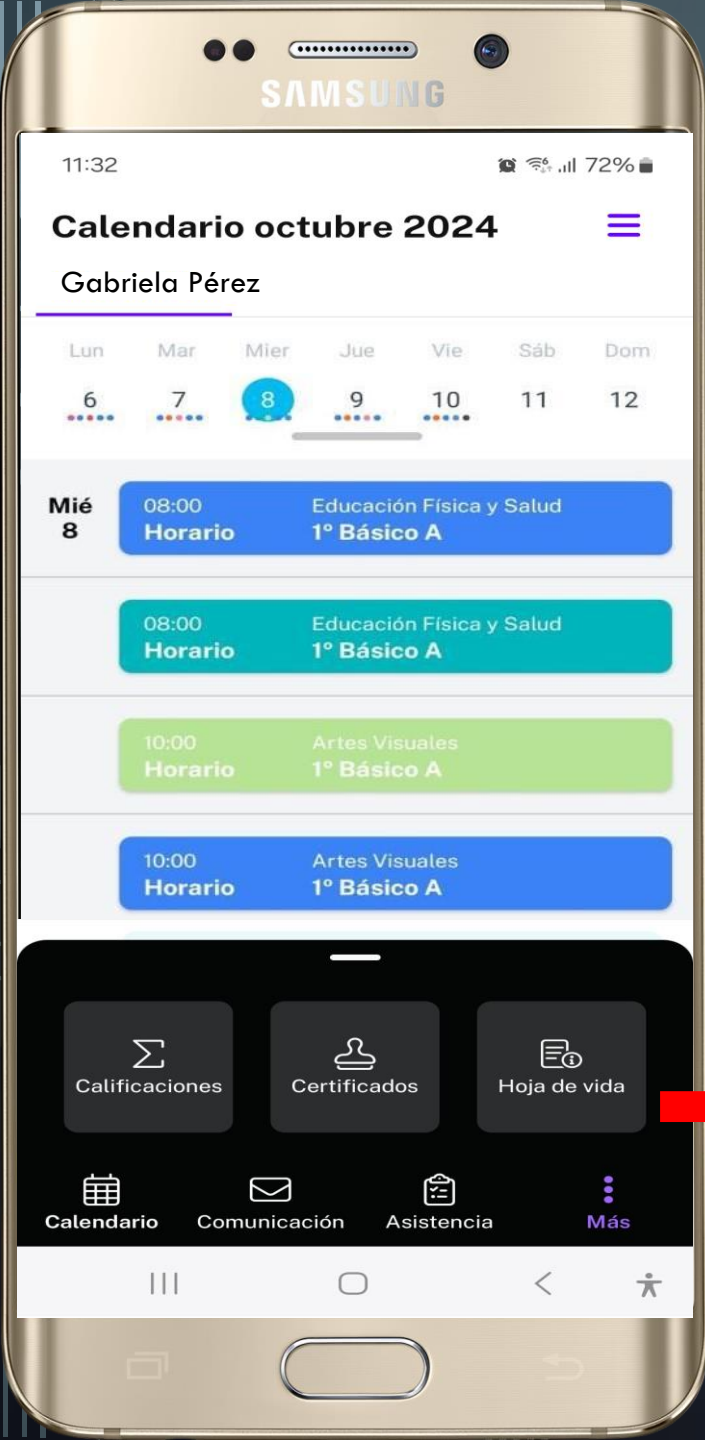 SAMSUNG
11:32 72%
Calendario octubre 2024
Gabriela Pérez
Lun Mar Mier Jue Vie Sáb Dom
6 7 8 9 10 11 12
Mié 08:00 Educación Física y Salud
8 Horario 1º Básico A
08:00 Educación Física y Salud
Horario 1º Básico A
10:00 Artes Visuales
Horario 1º Básico A
10:00 Artes Visuales
Horario 1º Básico A
Calificaciones Certificados Hoja de vida
Calendario Comunicación Asistencia Más